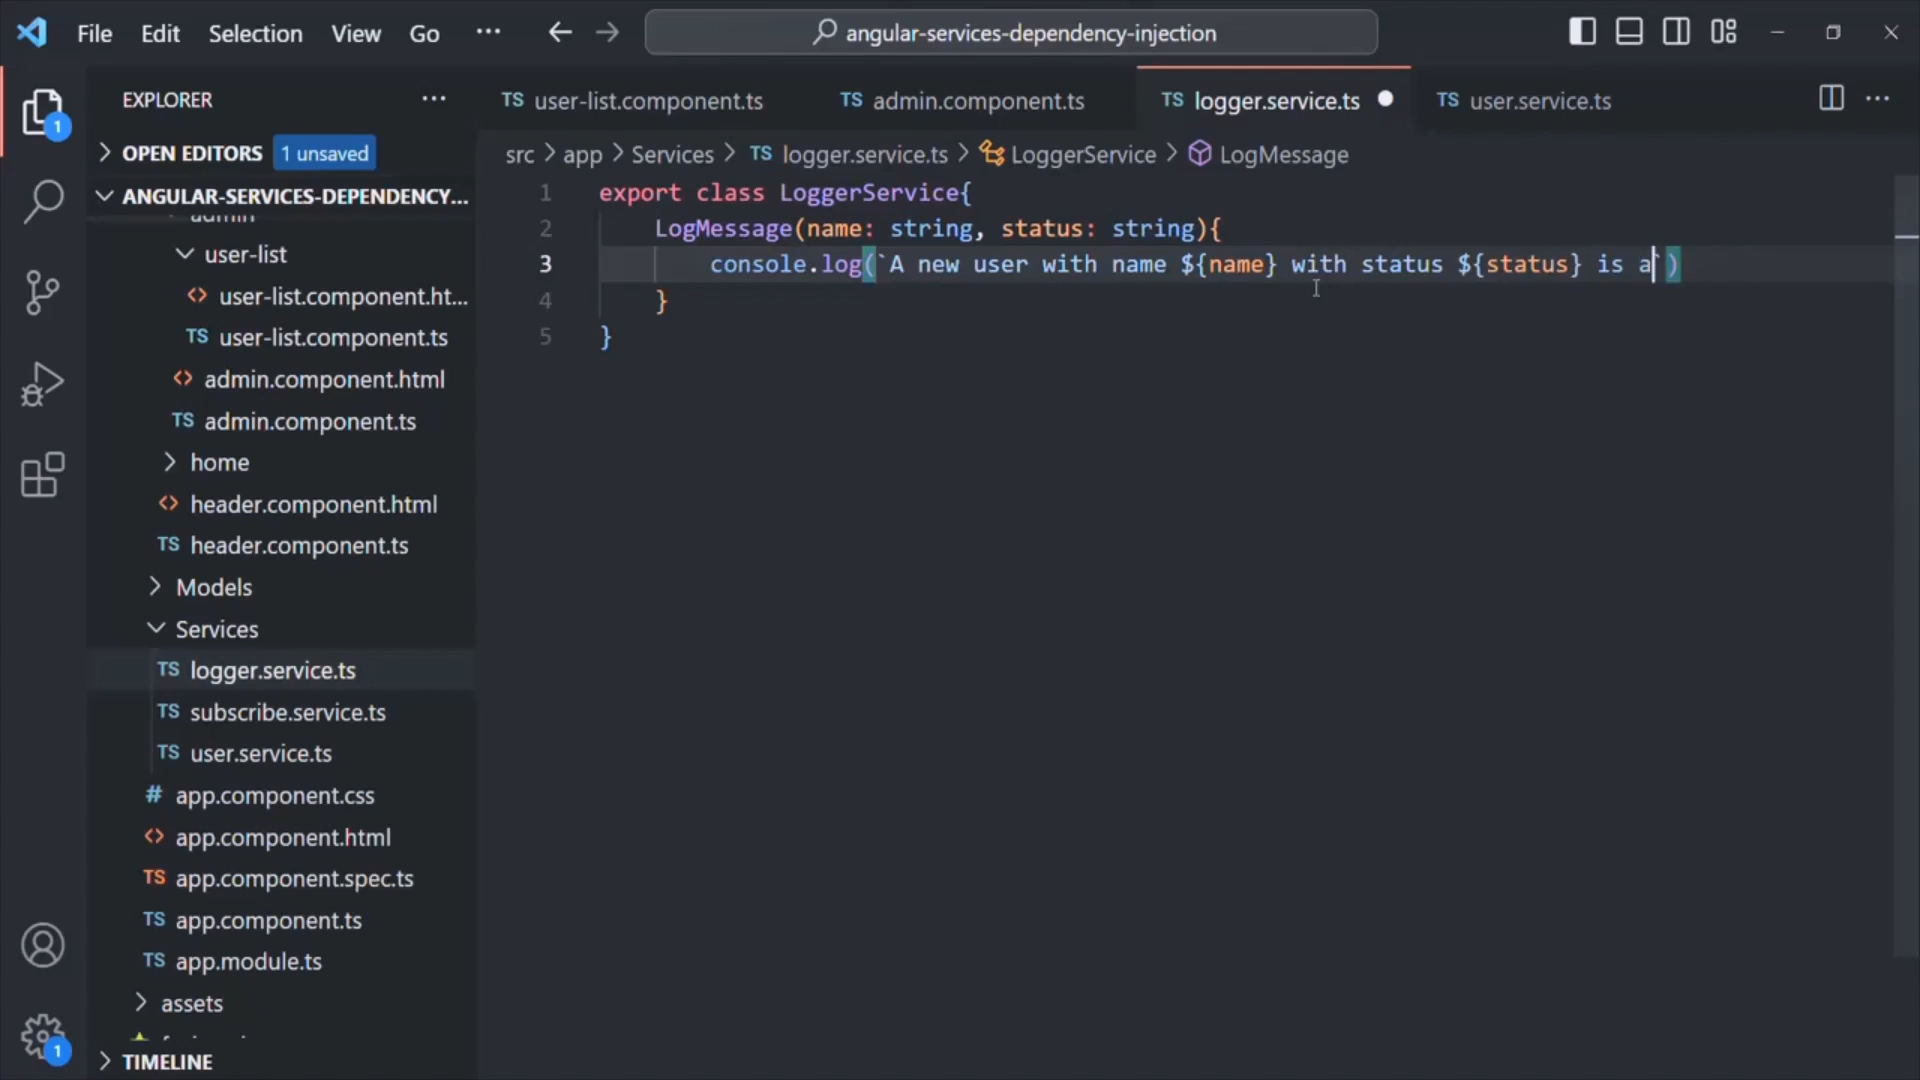 File Edit Selection View Go ··· angular-services-dependency-injection
EXPLORER ···
OPEN EDITORS 1 unsaved
ANGULAR-SERVICES-DEPENDENCY...
admin
user-list
<> user-list.component.ht...
TS user-list.component.ts
<> admin.component.html
TS admin.component.ts
home
<> header.component.html
TS header.component.ts
Models
Services
TS logger.service.ts
TS subscribe.service.ts
TS user.service.ts
# app.component.css
<> app.component.html
TS app.component.spec.ts
TS app.component.ts
TS app.module.ts
assets
TIMELINE
1
1
TS user-list.component.ts TS admin.component.ts TS logger.service.ts TS user.service.ts ···
src > app > Services > TS logger.service.ts > LoggerService > LogMessage
1 export class LoggerService{
2 LogMessage(name: string, status: string){
3 console.log(`A new user with name ${name} with status ${status} is a`)
4 }
5 }